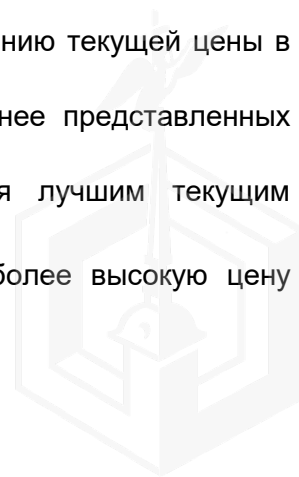 нию текущей цены в
нее представленных
я лучшим текущим
более высокую цену